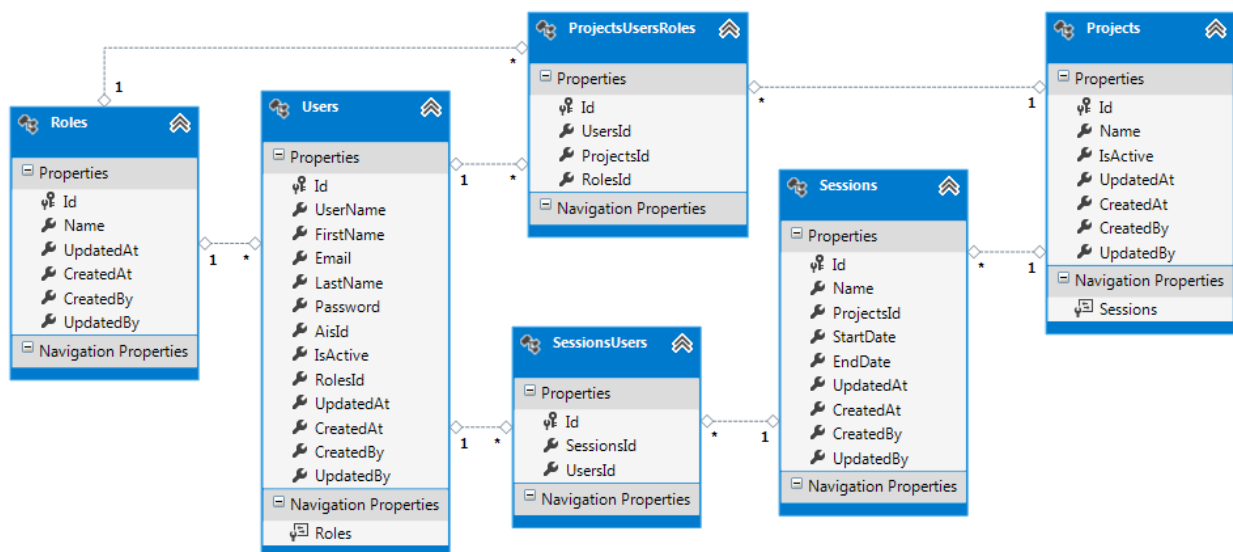 Roles
Properties
Id
Name
UpdatedAt
CreatedAt
CreatedBy
UpdatedBy
Navigation Properties
1
1
*
Users
Properties
Id
UserName
FirstName
Email
LastName
Password
AisId
IsActive
RolesId
UpdatedAt
CreatedAt
CreatedBy
UpdatedBy
Navigation Properties
Roles
1
*
1
*
*
ProjectsUsersRoles
Properties
Id
UsersId
ProjectsId
RolesId
Navigation Properties
*
1
SessionsUsers
Properties
Id
SessionsId
UsersId
Navigation Properties
*
1
Sessions
Properties
Id
Name
ProjectsId
StartDate
EndDate
UpdatedAt
CreatedAt
CreatedBy
UpdatedBy
Navigation Properties
*
1
Projects
Properties
Id
Name
IsActive
UpdatedAt
CreatedAt
CreatedBy
UpdatedBy
Navigation Properties
Sessions